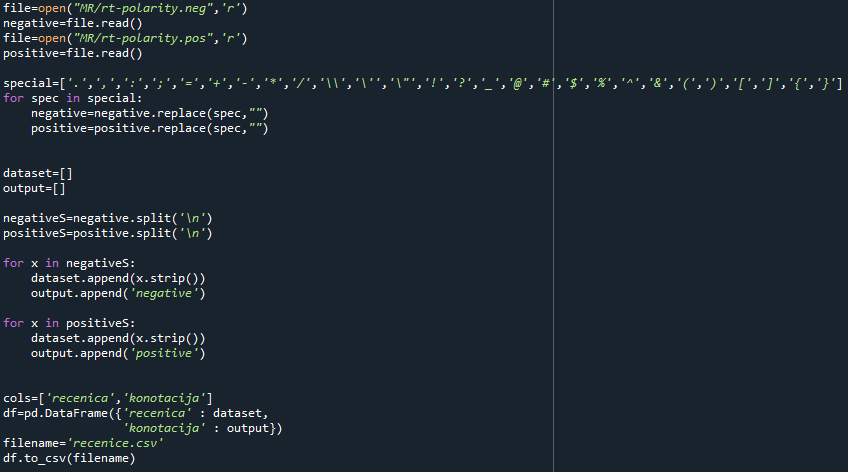 file=open("MR/rt-polarity.neg",'r')
negative=file.read()
file=open("MR/rt-polarity.pos",'r')
positive=file.read()

special=['.',',',':',';','=','+','-','*','/','\\','\'','\"','!','?','_','@','#','$','%','^','&','(',')','[',']','{','}']
for spec in special:
    negative=negative.replace(spec,"")
    positive=positive.replace(spec,"")


dataset=[]
output=[]

negativeS=negative.split('\n')
positiveS=positive.split('\n')

for x in negativeS:
    dataset.append(x.strip())
    output.append('negative')

for x in positiveS:
    dataset.append(x.strip())
    output.append('positive')


cols=['recenica','konotacija']
df=pd.DataFrame({'recenica' : dataset,
                 'konotacija' : output})
filename='recenice.csv'
df.to_csv(filename)